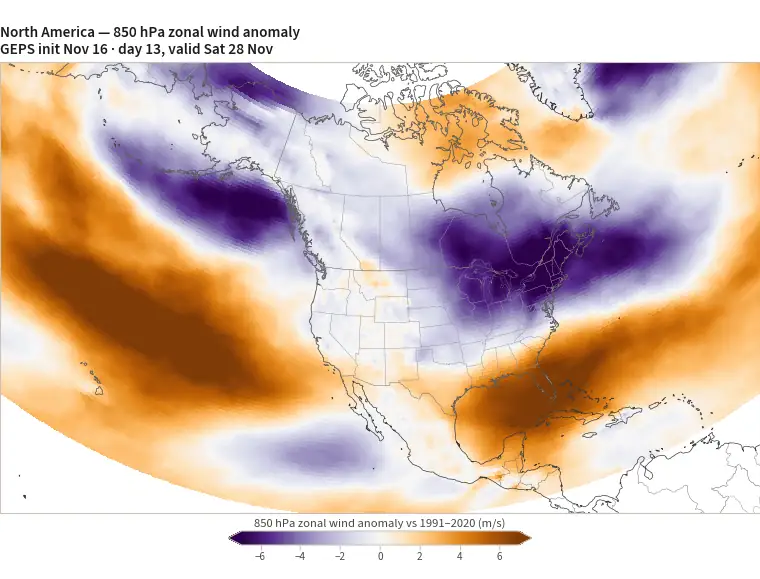 North America — 850 hPa zonal wind anomaly
GEPS init Nov 16 · day 13, valid Sat 28 Nov
850 hPa zonal wind anomaly vs 1991–2020 (m/s)
−6 −4 −2 0 2 4 6